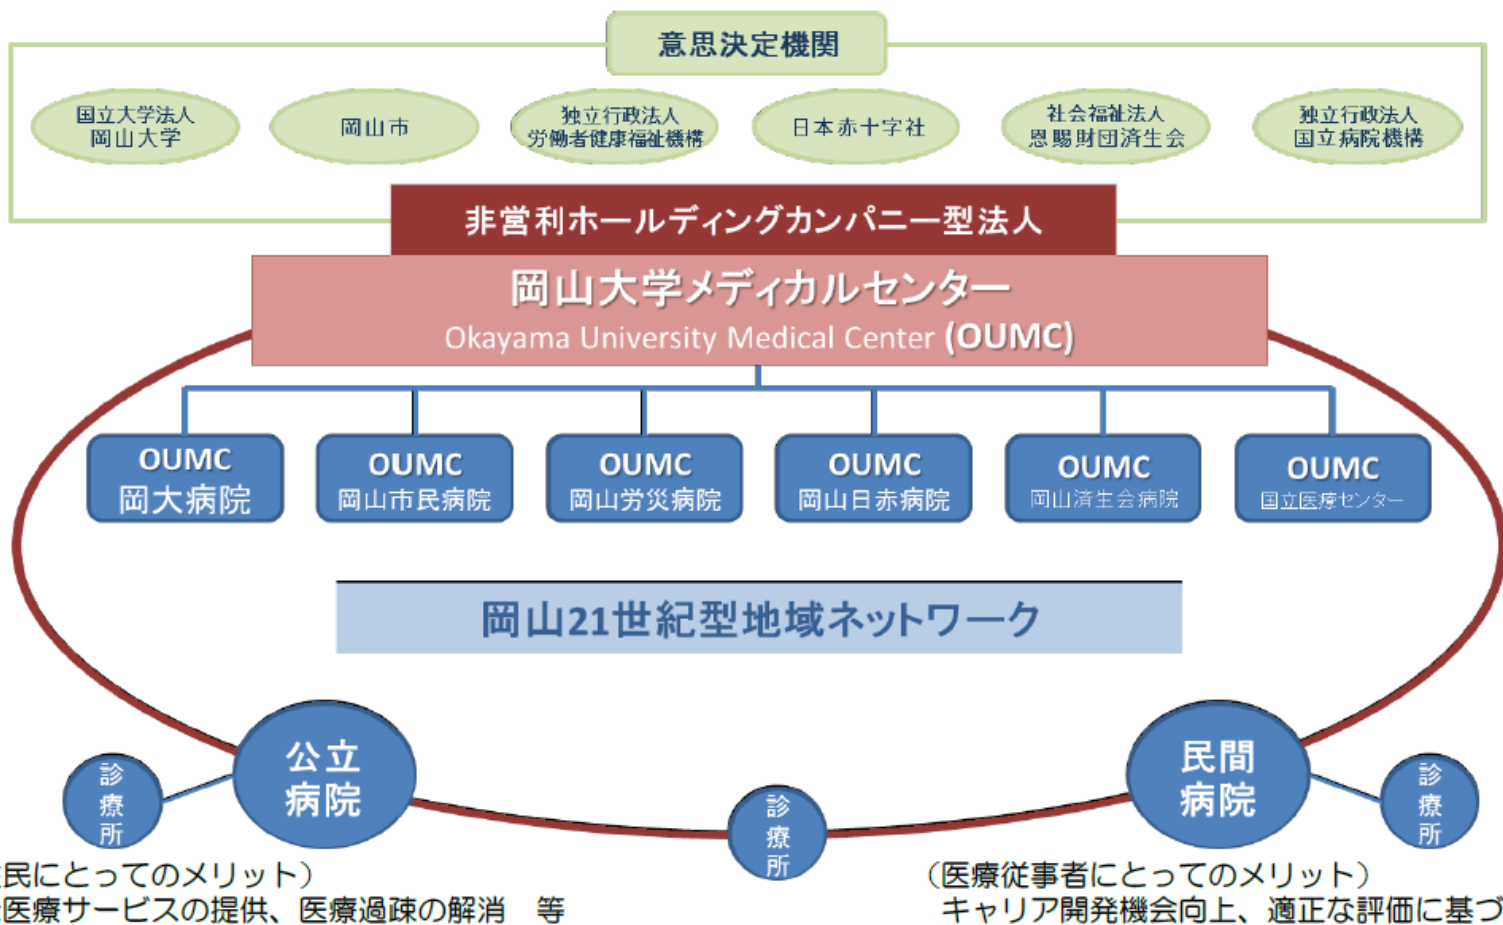 意思決定機関
国立大学法人
岡山大学
岡山市
独立行政法人
労働者健康福祉機構
日本赤十字社
社会福祉法人
恩賜財団済生会
独立行政法人
国立病院機構
非営利ホールディングカンパニー型法人
岡山大学メディカルセンター
Okayama University Medical Center (OUMC)
OUMC
岡大病院
OUMC
岡山市民病院
OUMC
岡山労災病院
OUMC
岡山日赤病院
OUMC
岡山済生会病院
OUMC
国立医療センター
岡山21世紀型地域ネットワーク
公立
病院
民間
病院
診療所
診療所
診療所
民にとってのメリット）
医療サービスの提供、医療過疎の解消　等
（医療従事者にとってのメリット）
キャリア開発機会向上、適正な評価に基づ